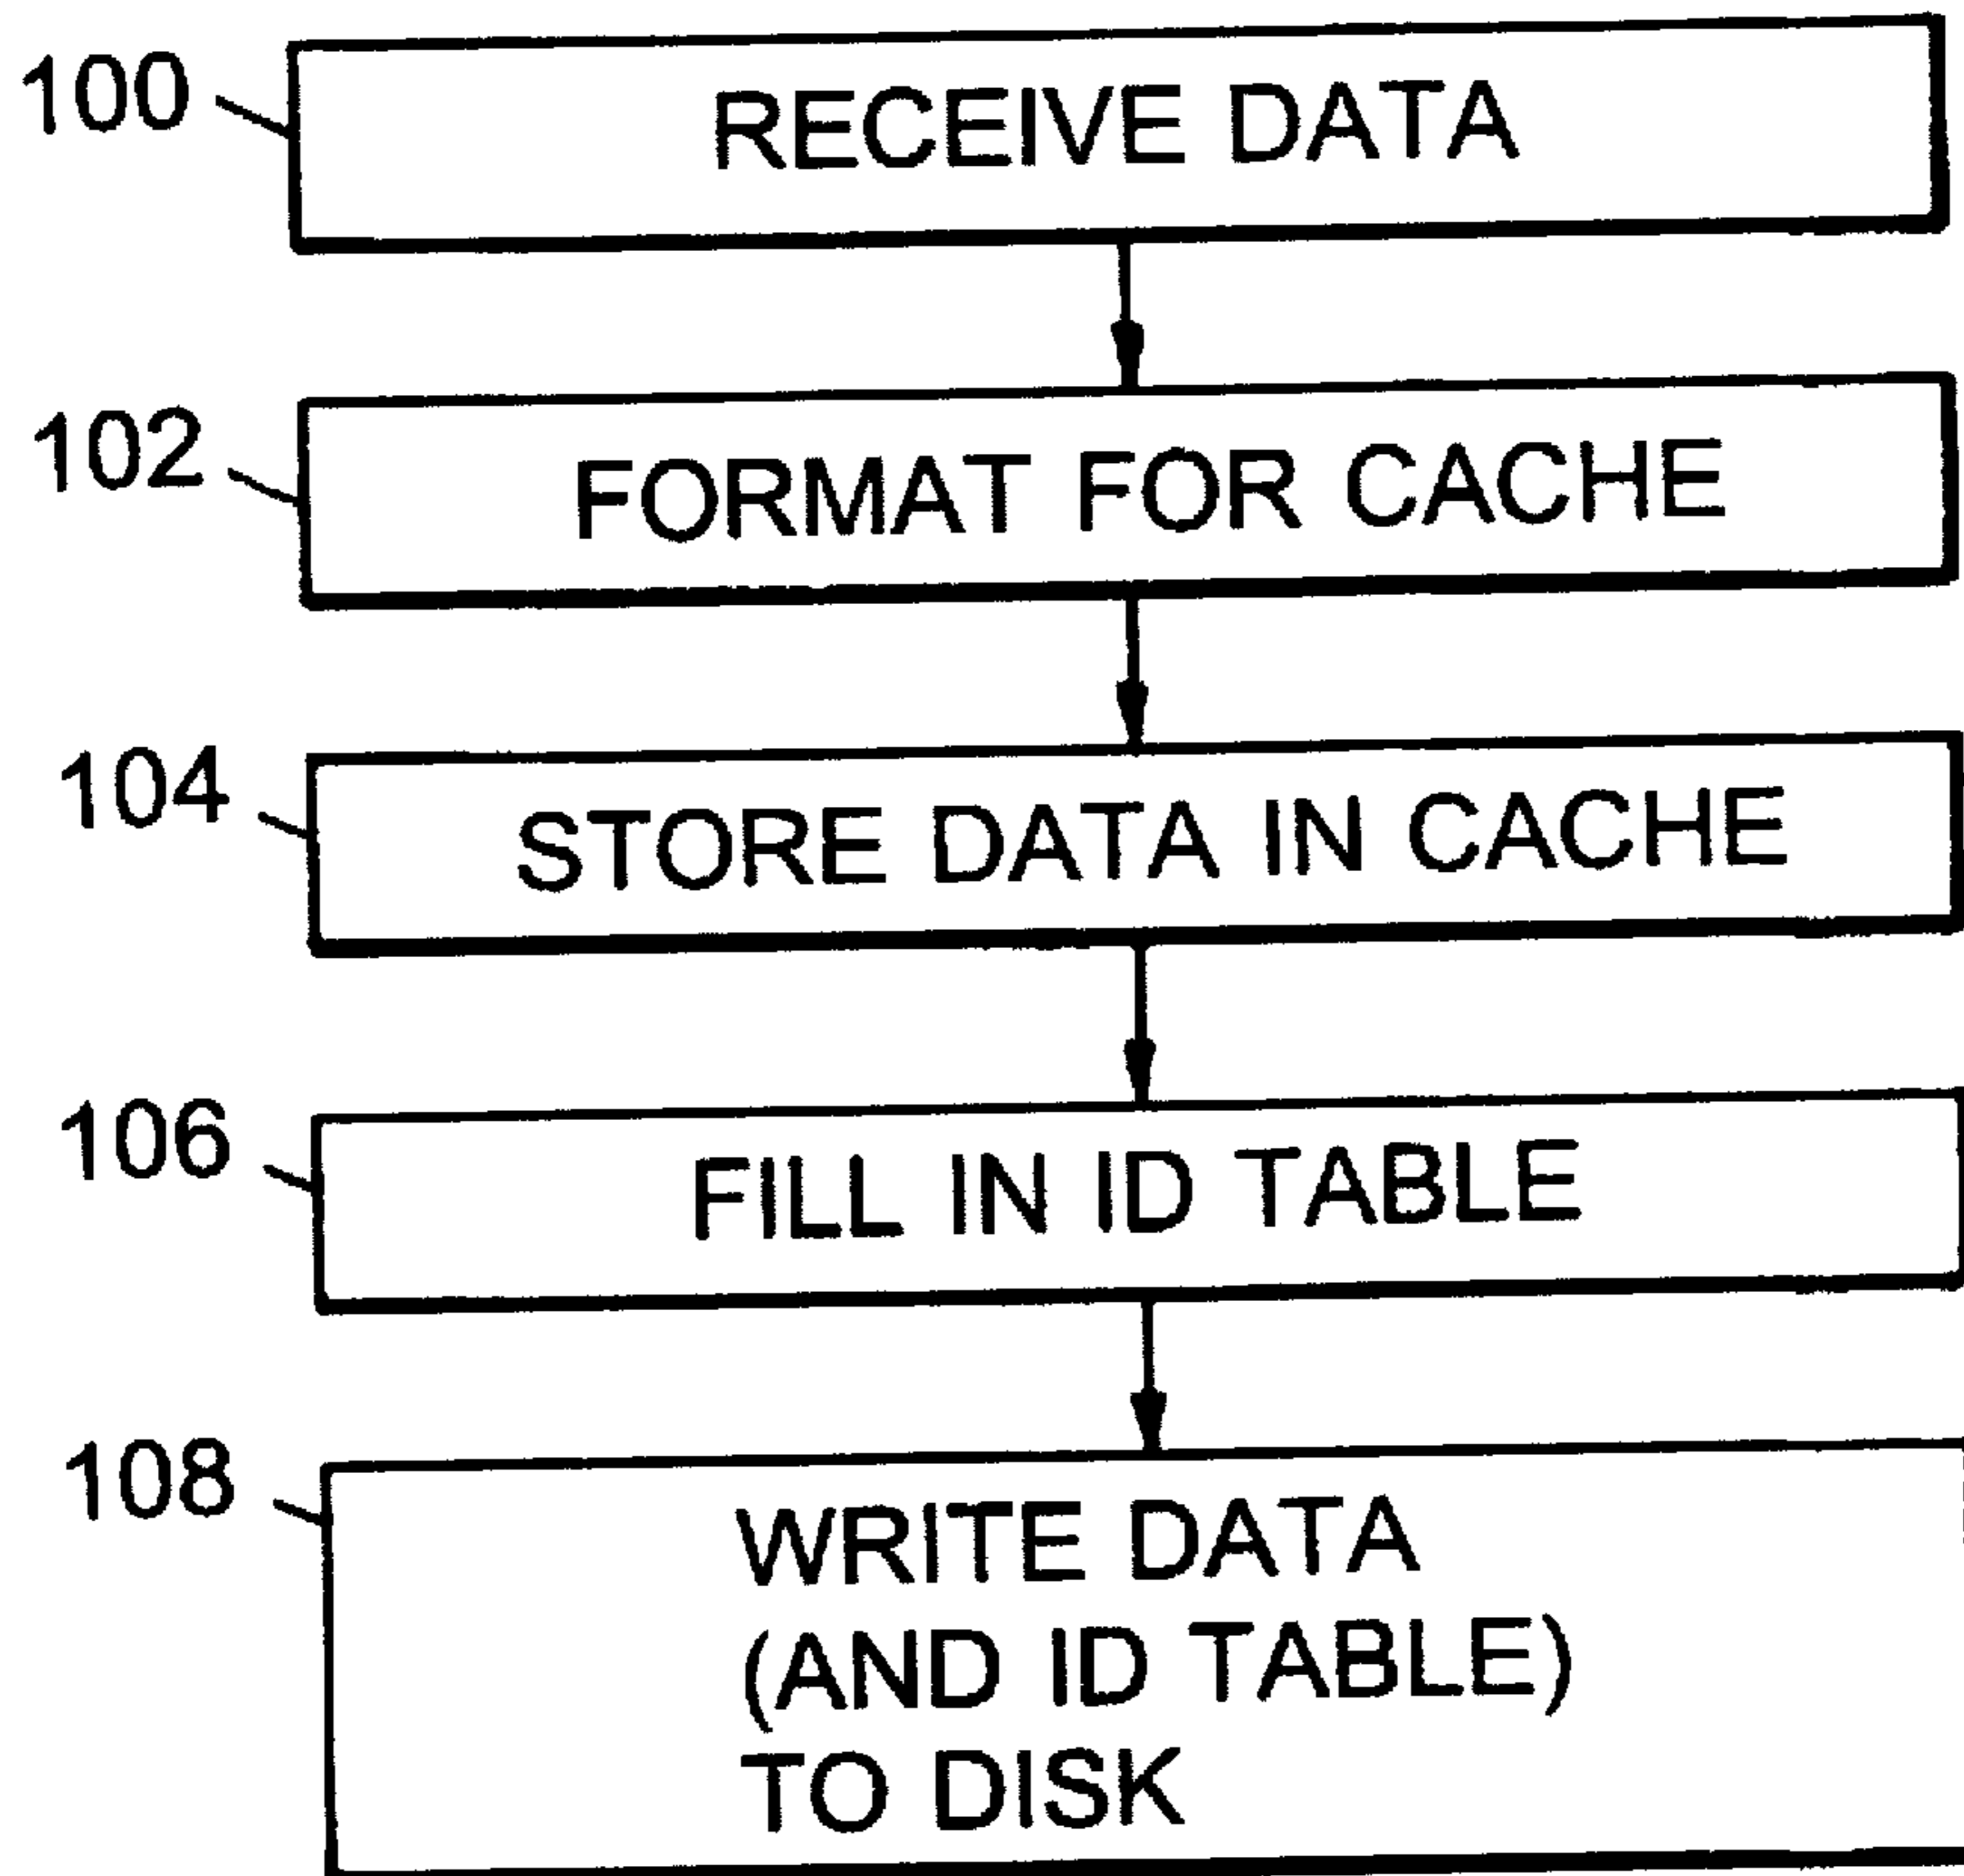 100
RECEIVE DATA
102
FORMAT FOR CACHE
104
STORE DATA IN CACHE
106
FILL IN ID TABLE
108
WRITE DATA
(AND ID TABLE)
TO DISK